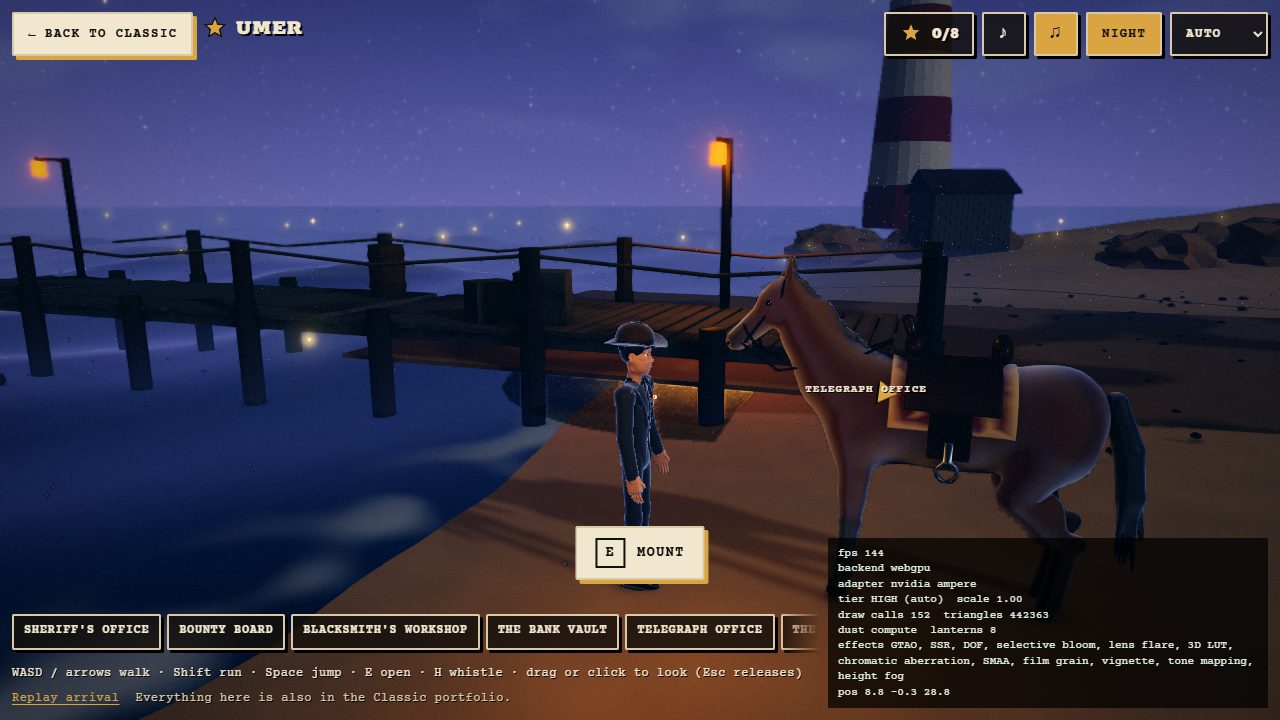 ← BACK TO CLASSIC
UMER
0/8
NIGHT
AUTO
TELEGRAPH OFFICE
E MOUNT
SHERIFF'S OFFICE
BOUNTY BOARD
BLACKSMITH'S WORKSHOP
THE BANK VAULT
TELEGRAPH OFFICE
THE
WASD / arrows walk · Shift run · Space jump · E open · H whistle · drag or click to look (Esc releases)
Replay arrival Everything here is also in the Classic portfolio.
fps 144
backend webgpu
adapter nvidia ampere
tier HIGH (auto) scale 1.00
draw calls 152 triangles 442363
dust compute lanterns 8
effects GTAO, SSR, DOF, selective bloom, lens flare, 3D LUT,
chromatic aberration, SMAA, film grain, vignette, tone mapping,
height fog
pos 8.8 -0.3 28.8